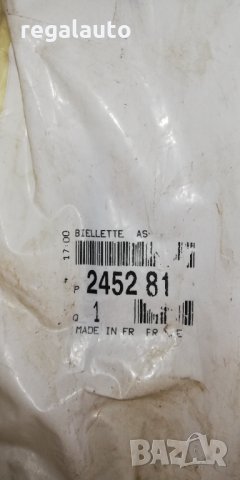 regalauto
17:00
BIELLETTE AS
P 2452 81
Q 1
MADE IN FR
BAZAR